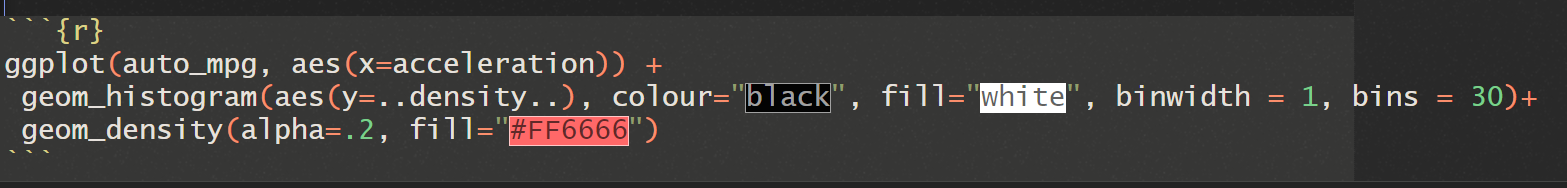 ```{r}
ggplot(auto_mpg, aes(x=acceleration)) +
 geom_histogram(aes(y=..density..), colour="black", fill="white", binwidth = 1, bins = 30)+
 geom_density(alpha=.2, fill="#FF6666")
```